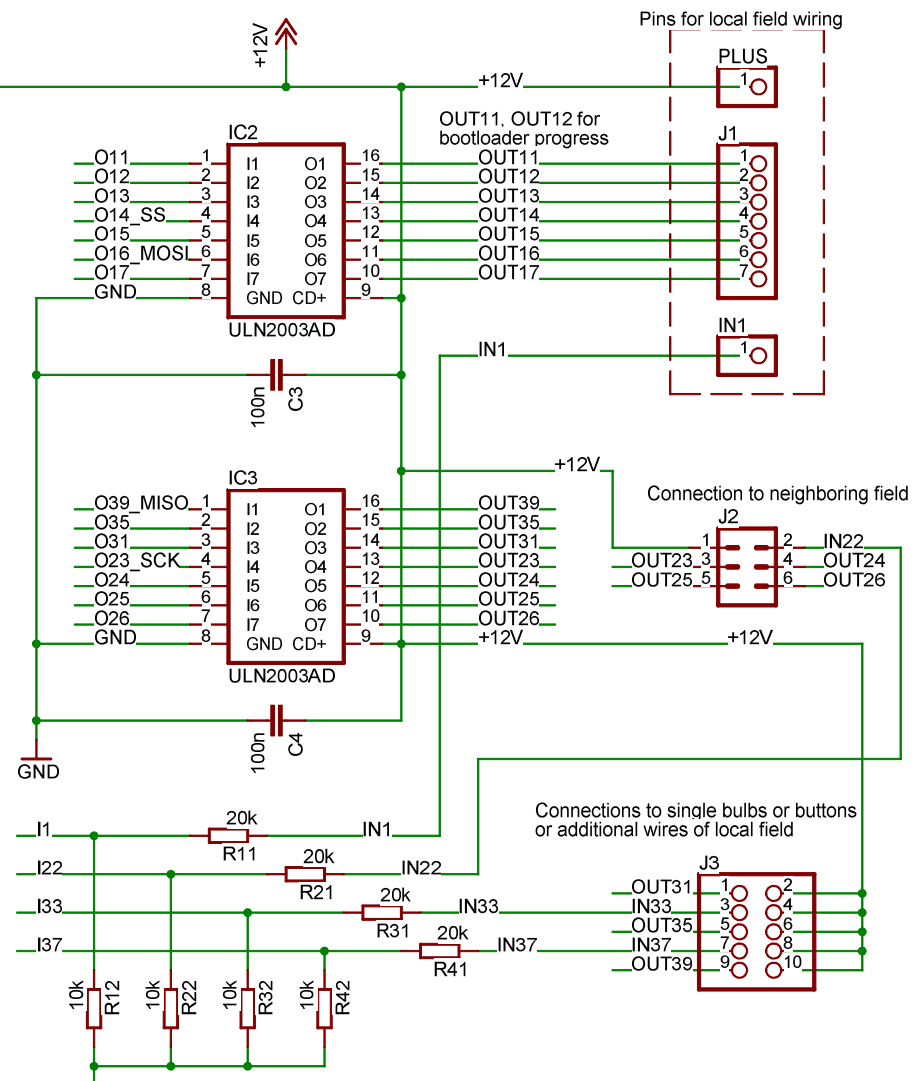 Pins for local field wiring
+12V
PLUS
+12V
1
OUT11, OUT12 for
bootloader progress
IC2
J1
O11 1 I1 O1 16 OUT11 1
O12 2 I2 O2 15 OUT12 2
O13 3 I3 O3 14 OUT13 3
O14_SS 4 I4 O4 13 OUT14 4
O15 5 I5 O5 12 OUT15 5
O16_MOSI 6 I6 O6 11 OUT16 6
O17 7 I7 O7 10 OUT17 7
GND 8 GND CD+ 9
ULN2003AD
IN1
IN1 1
100n
C3
+12V
IC3
Connection to neighboring field
J2
O39_MISO 1 I1 O1 16 OUT39
O35 2 I2 O2 15 OUT35
O31 3 I3 O3 14 OUT31
O23_SCK 4 I4 O4 13 OUT23
O24 5 I5 O5 12 OUT24
O25 6 I6 O6 11 OUT25
O26 7 I7 O7 10 OUT26
GND 8 GND CD+ 9 +12V +12V
1 2 IN22
OUT23 3 4 OUT24
OUT25 5 6 OUT26
ULN2003AD
100n
C4
GND
Connections to single bulbs or buttons
or additional wires of local field
I1 20k IN1
R11
I22 20k IN22
R21
I33 20k IN33
R31
I37 20k IN37
R41
J3
OUT31 1 2
IN33 3 4
OUT35 5 6
IN37 7 8
OUT39 9 10
10k R12
10k R22
10k R32
10k R42